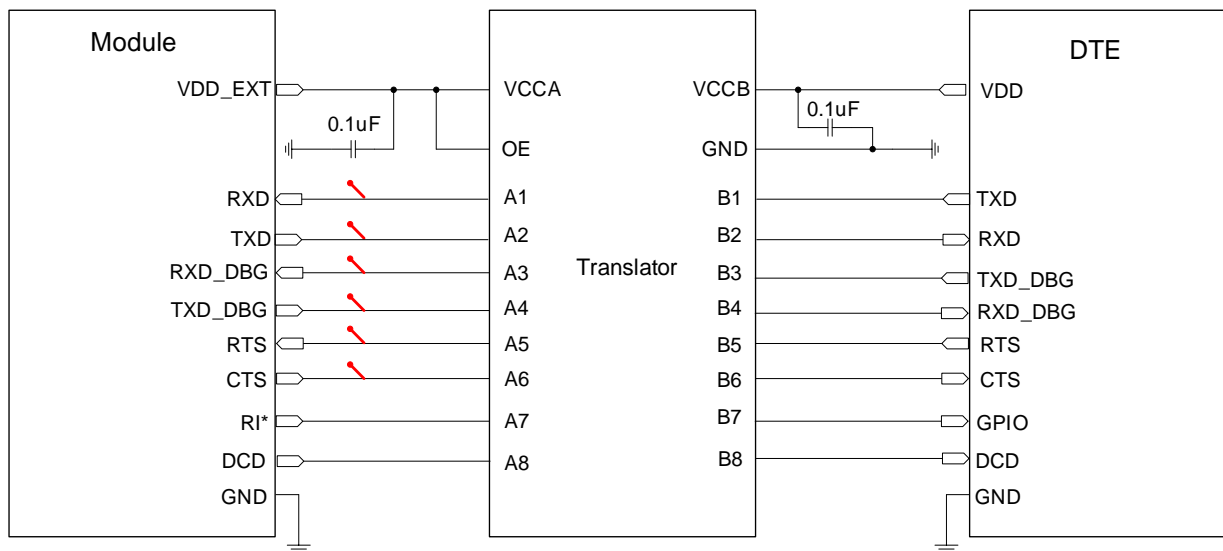 Module
DTE
VDD_EXT
VCCA
VCCB
VDD
0.1uF
0.1uF
OE
GND
RXD
A1
B1
TXD
TXD
A2
B2
RXD
RXD_DBG
A3
Translator
B3
TXD_DBG
TXD_DBG
A4
B4
RXD_DBG
RTS
A5
B5
RTS
CTS
A6
B6
CTS
RI*
A7
B7
GPIO
DCD
A8
B8
DCD
GND
GND